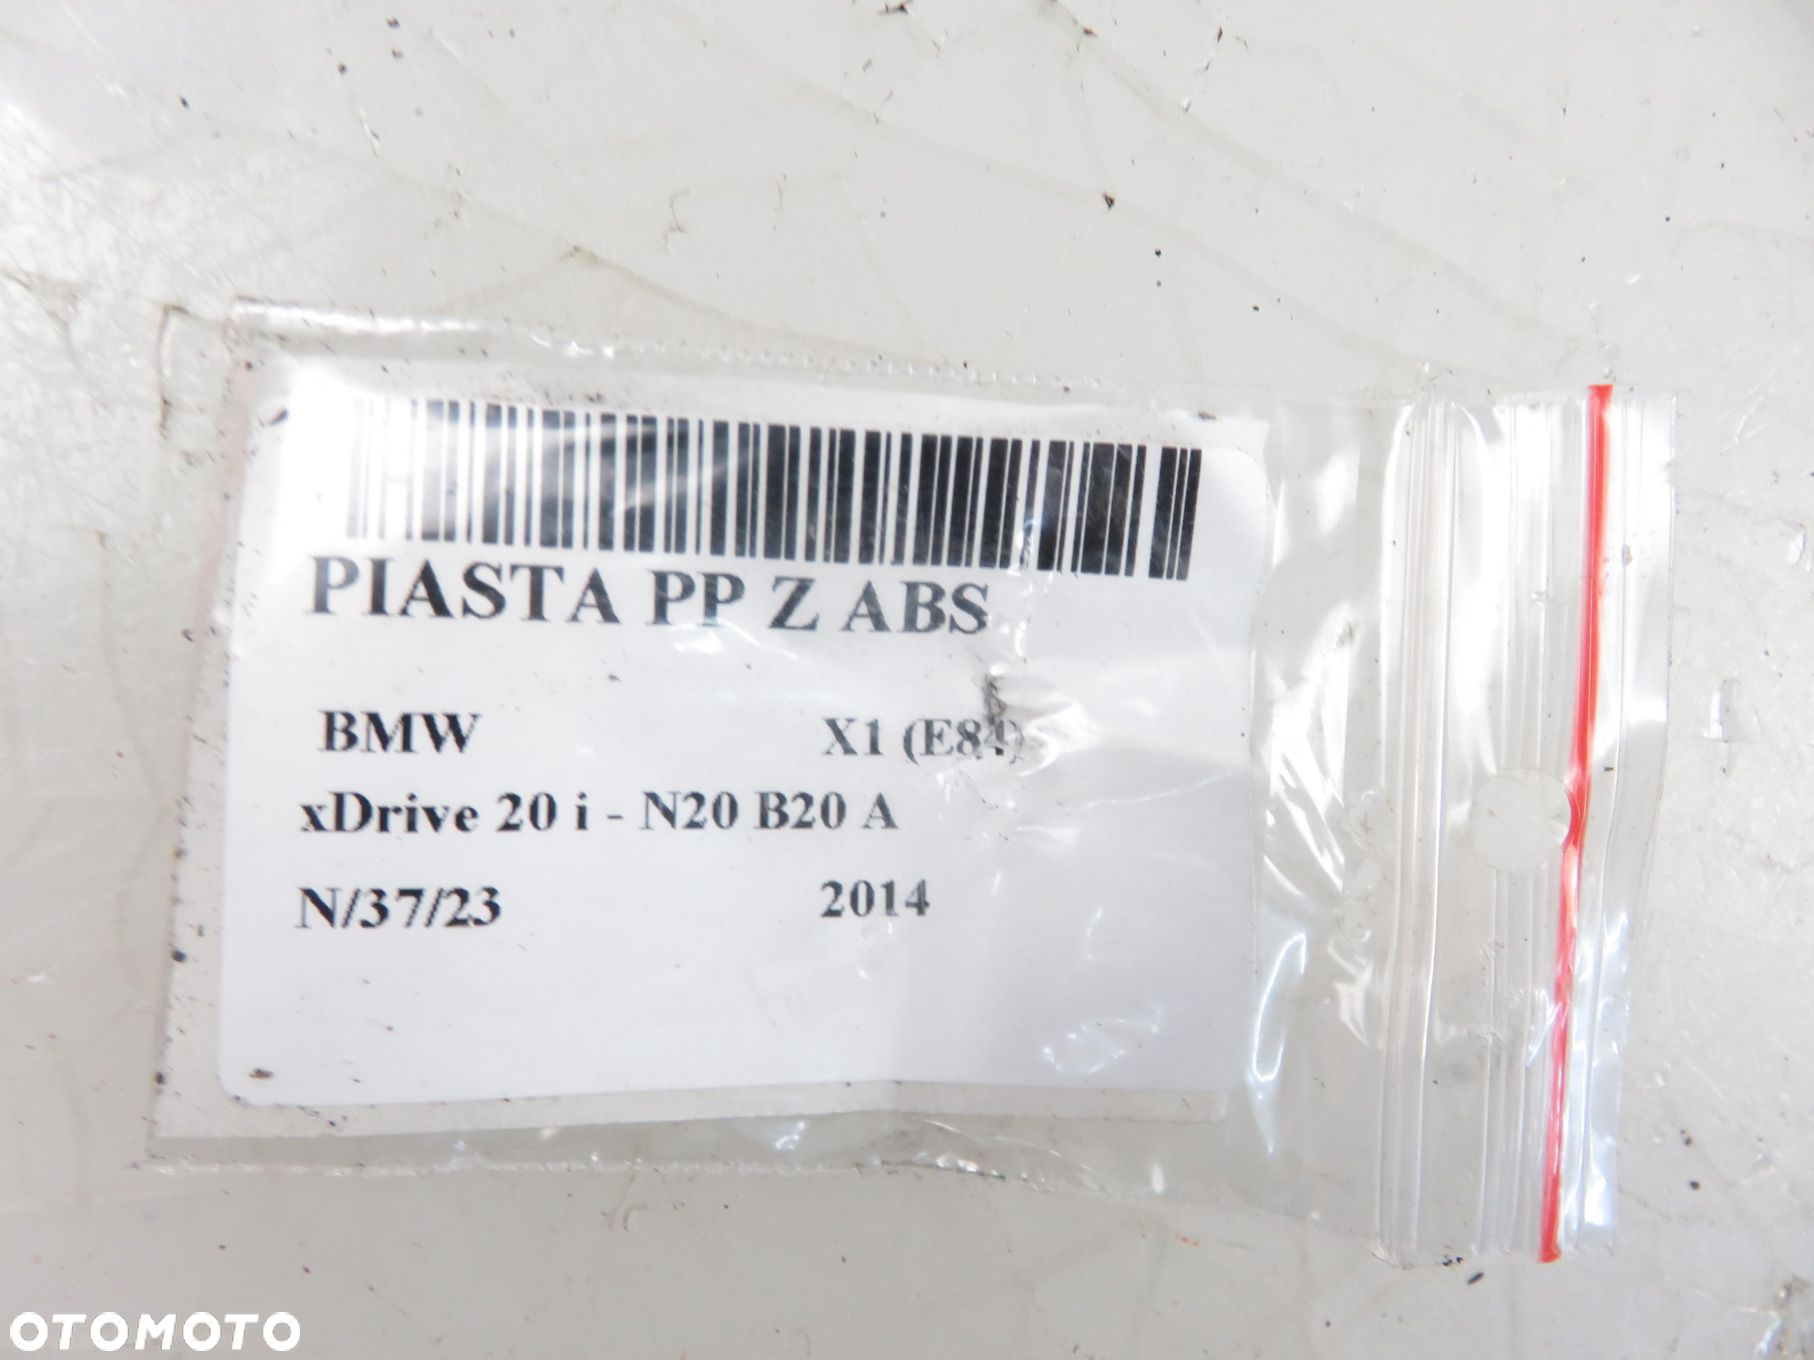 PIASTA PP Z ABS
BMW X1 (E84)
xDrive 20 i - N20 B20 A
N/37/23 2014
OTOMOTO